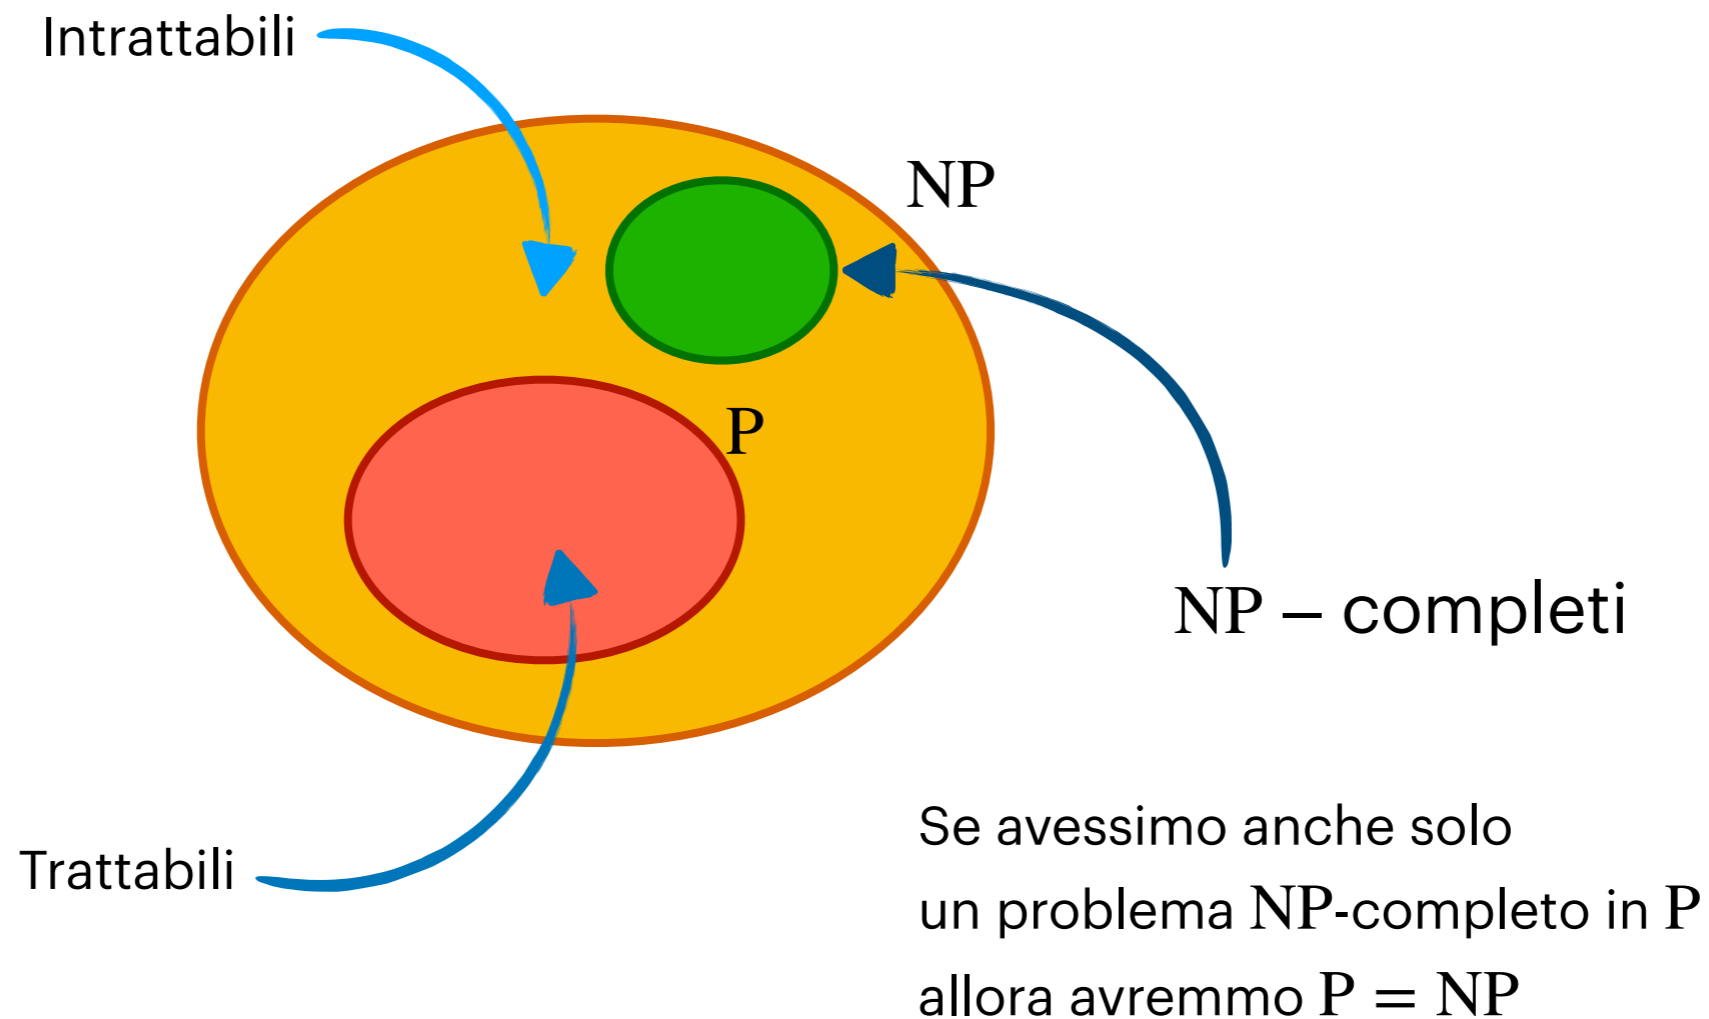 Intrattabili
NP
P
NP – completi
Trattabili
Se avessimo anche solo
un problema NP-completo in P
allora avremmo P = NP